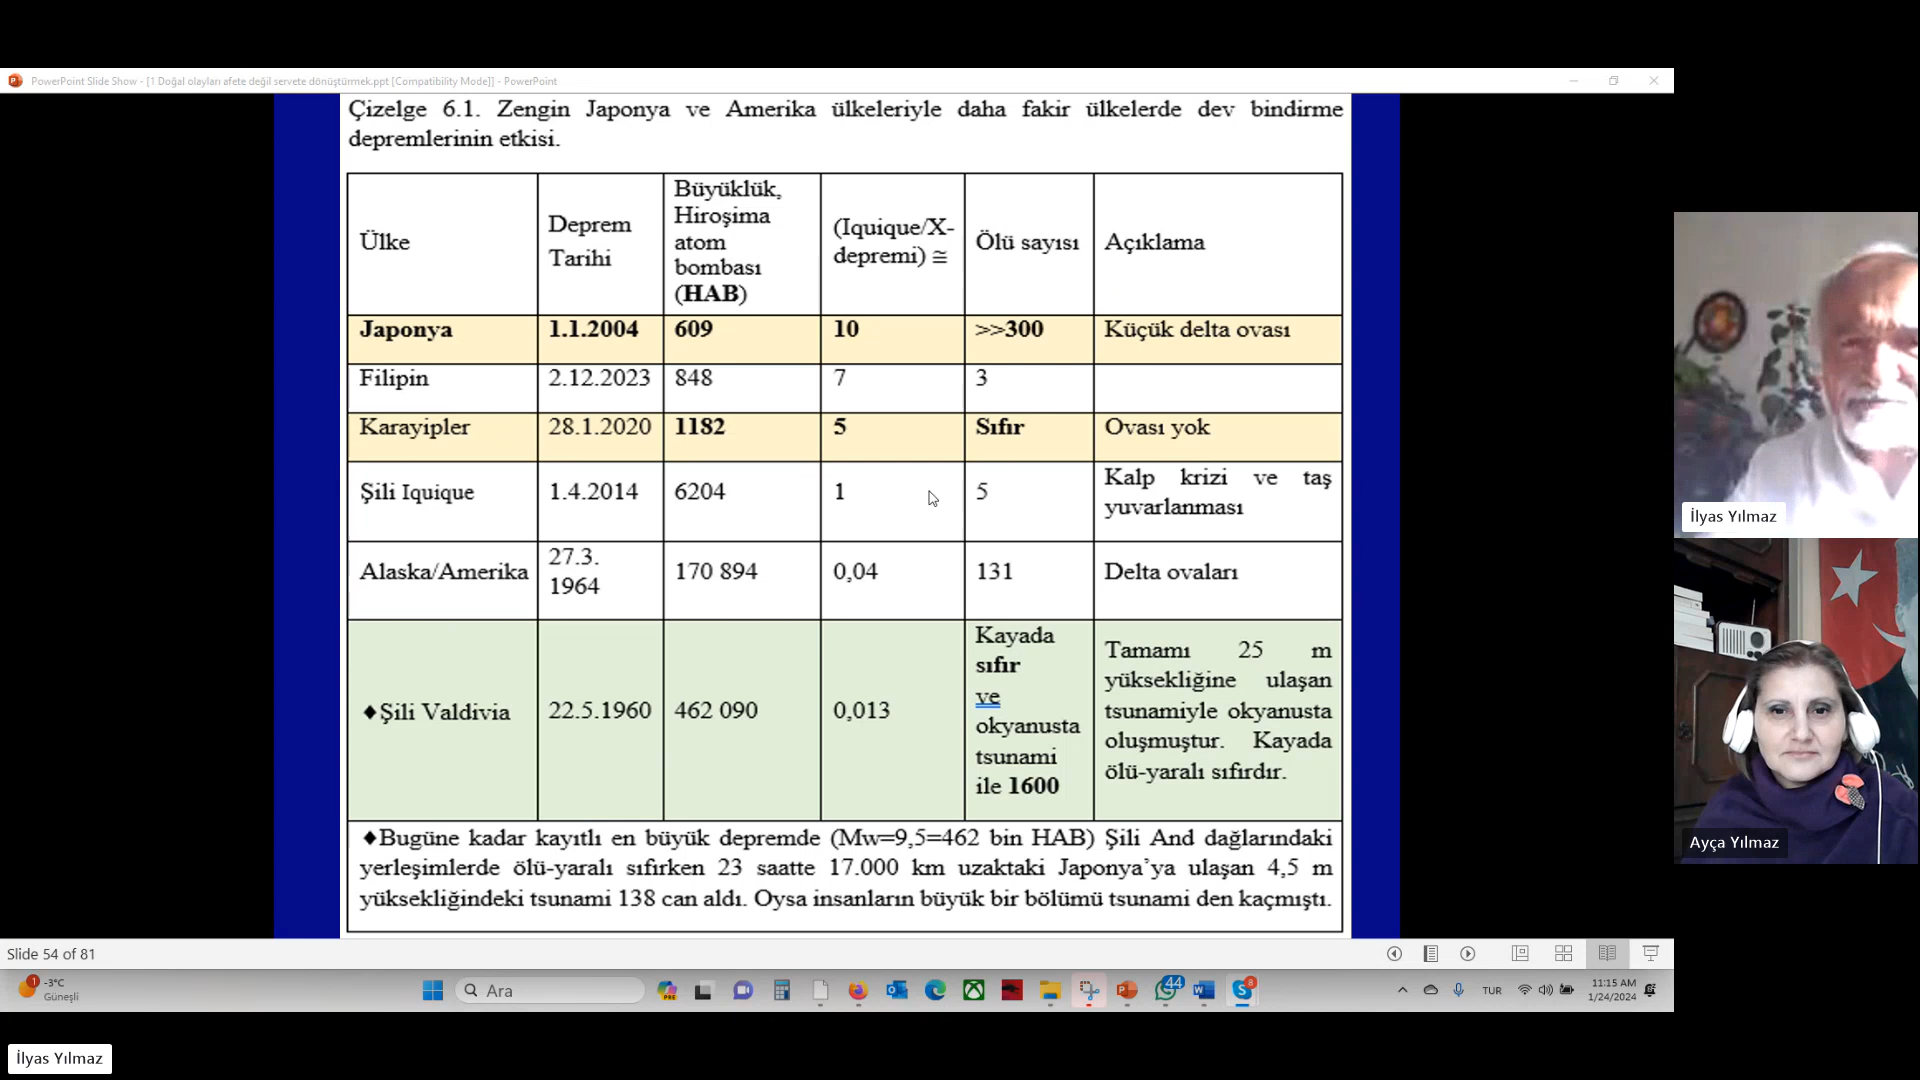 PowerPoint Slide Show - [1 Doğal olayları afete değil servete dönüştürmek.ppt [Compatibility Mode]] - PowerPoint
Çizelge 6.1. Zengin Japonya ve Amerika ülkeleriyle daha fakir ülkelerde dev bindirme
depremlerinin etkisi.
Ülke
Deprem
Tarihi
Büyüklük,
Hiroşima
atom
bombası
(HAB)
(Iquique/X-
depremi) ≅
Ölü sayısı
Açıklama
Japonya 1.1.2004 609 10 >>300 Küçük delta ovası
Filipin 2.12.2023 848 7 3
Karayipler 28.1.2020 1182 5 Sıfır Ovası yok
Şili Iquique 1.4.2014 6204 1 5
Kalp krizi ve taş
yuvarlanması
Alaska/Amerika
27.3.
1964
170 894 0,04 131 Delta ovaları
♦Şili Valdivia 22.5.1960 462 090 0,013
Kayada
sıfır
ve
okyanusta
tsunami
ile 1600
Tamamı 25 m
yüksekliğine ulaşan
tsunamiyle okyanusta
oluşmuştur. Kayada
ölü-yaralı sıfırdır.
♦Bugüne kadar kayıtlı en büyük depremde (Mw=9,5=462 bin HAB) Şili And dağlarındaki
yerleşimlerde ölü-yaralı sıfırken 23 saatte 17.000 km uzaktaki Japonya’ya ulaşan 4,5 m
yüksekliğindeki tsunami 138 can aldı. Oysa insanların büyük bir bölümü tsunami den kaçmıştı.
İlyas Yılmaz
Ayça Yılmaz
Slide 54 of 81
1
-3°C
Güneşli
Ara
PRE
44
8
TUR
11:15 AM
1/24/2024
İlyas Yılmaz